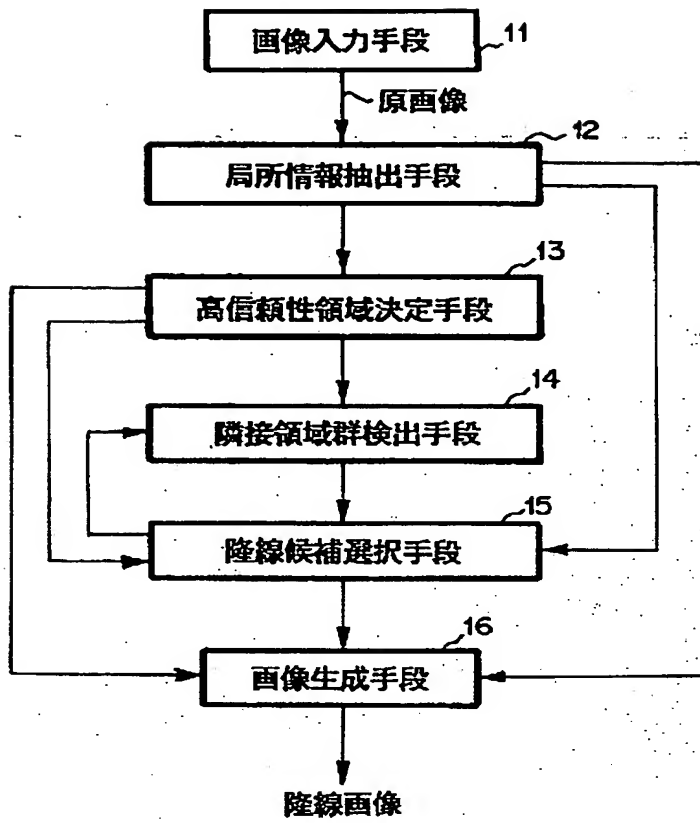 画像入力手段
11
原画像
12
局所情報抽出手段
13
高信頼性領域決定手段
14
隣接領域群検出手段
15
隆線候補選択手段
16
画像生成手段
隆線画像